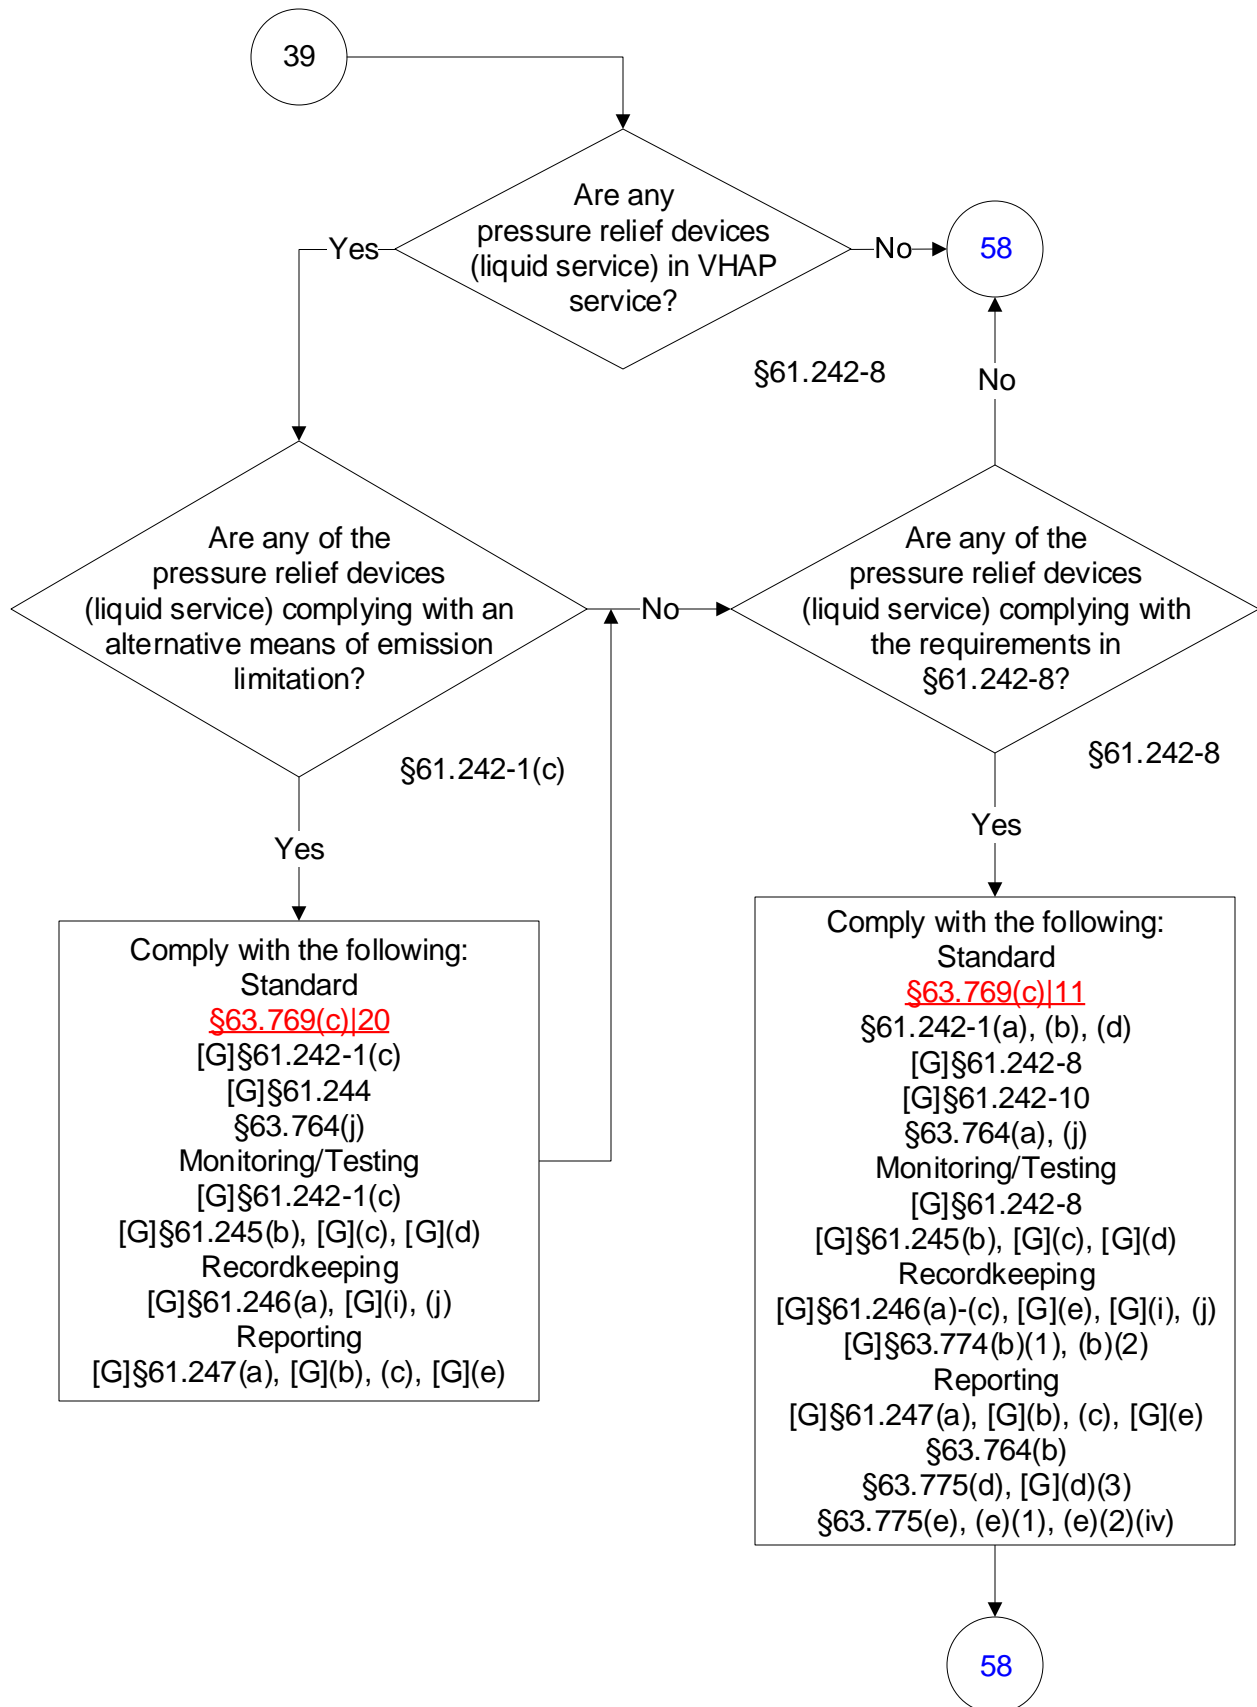 39
Are any
pressure relief devices
(liquid service) in VHAP
service?
Yes
No
58
§61.242-8
No
Are any of the
pressure relief devices
(liquid service) complying with an
alternative means of emission
limitation?
No
Are any of the
pressure relief devices
(liquid service) complying with
the requirements in
§61.242-8?
§61.242-1(c)
§61.242-8
Yes
Yes
Comply with the following:
Standard
§63.769(c)|20
[G]§61.242-1(c)
[G]§61.244
§63.764(j)
Monitoring/Testing
[G]§61.242-1(c)
[G]§61.245(b), [G](c), [G](d)
Recordkeeping
[G]§61.246(a), [G](i), (j)
Reporting
[G]§61.247(a), [G](b), (c), [G](e)
Comply with the following:
Standard
§63.769(c)|11
§61.242-1(a), (b), (d)
[G]§61.242-8
[G]§61.242-10
§63.764(a), (j)
Monitoring/Testing
[G]§61.242-8
[G]§61.245(b), [G](c), [G](d)
Recordkeeping
[G]§61.246(a)-(c), [G](e), [G](i), (j)
[G]§63.774(b)(1), (b)(2)
Reporting
[G]§61.247(a), [G](b), (c), [G](e)
§63.764(b)
§63.775(d), [G](d)(3)
§63.775(e), (e)(1), (e)(2)(iv)
58